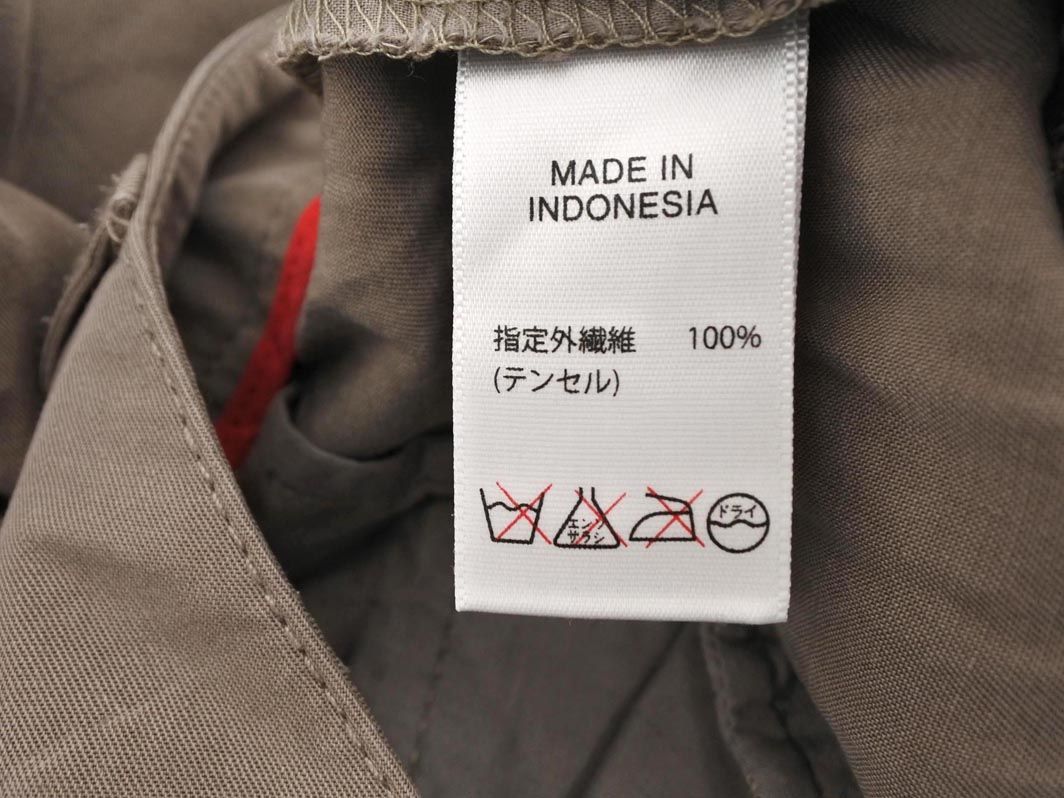 MADE IN
INDONESIA
指定外繊維 100%
(テンセル)
エンソ ドライ
サラシ